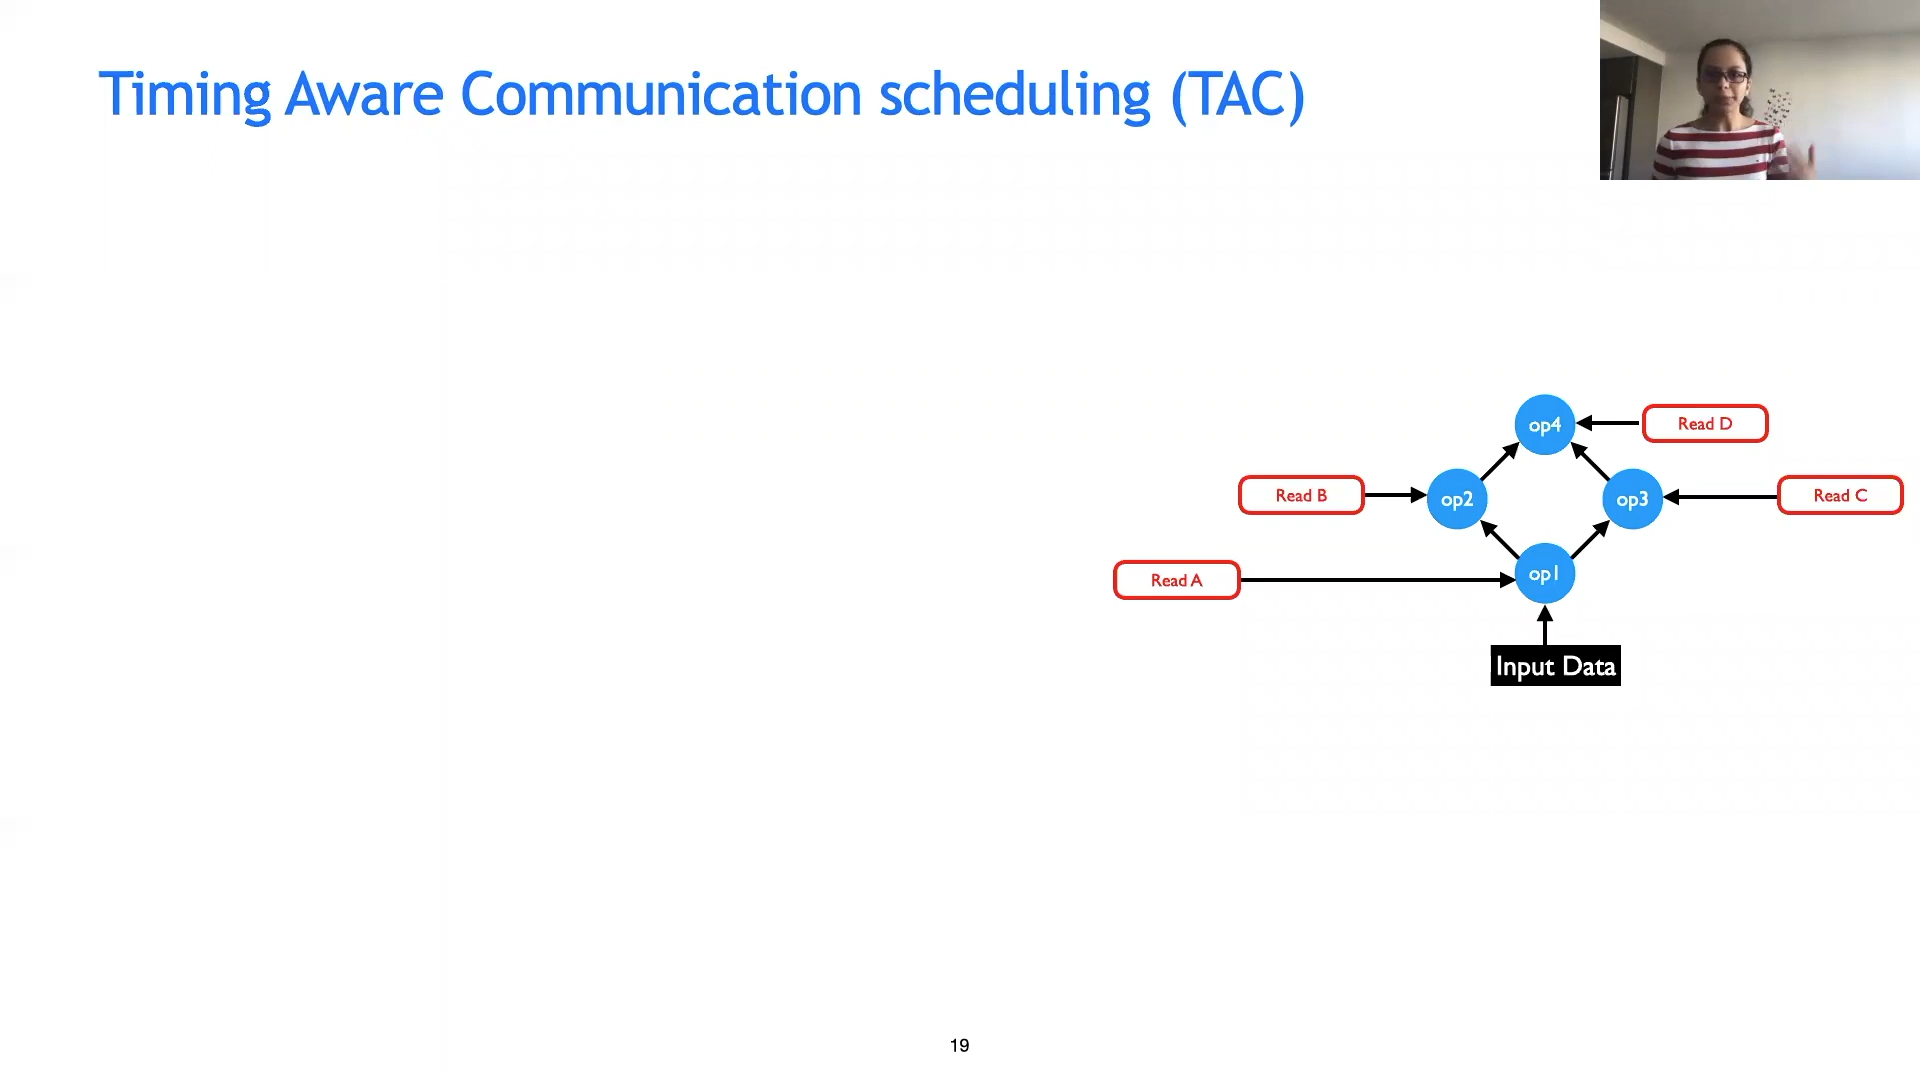 Timing Aware Communication scheduling (TAC)
op4
Read D
Read B
op2
op3
Read C
Read A
op1
Input Data
19